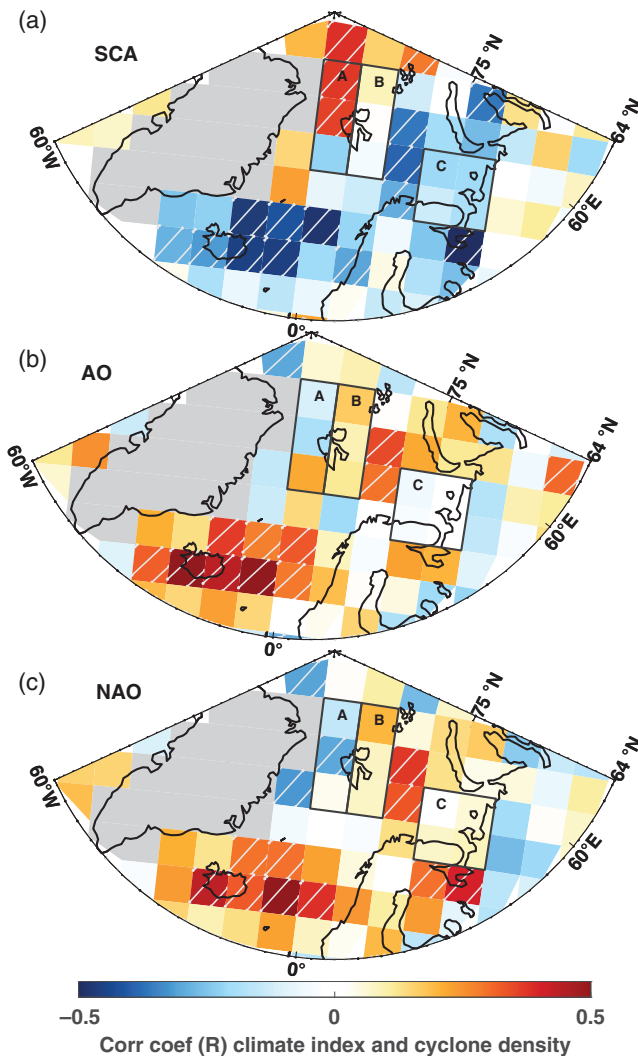 (a)
SCA
A
B
C
75 °N
64 °N
60°W
60°E
0°
(b)
AO
A
B
C
75 °N
64 °N
60°W
60°E
0°
(c)
NAO
A
B
C
75 °N
64 °N
60°W
60°E
0°
−0.5
0
0.5
Corr coef (R) climate index and cyclone density